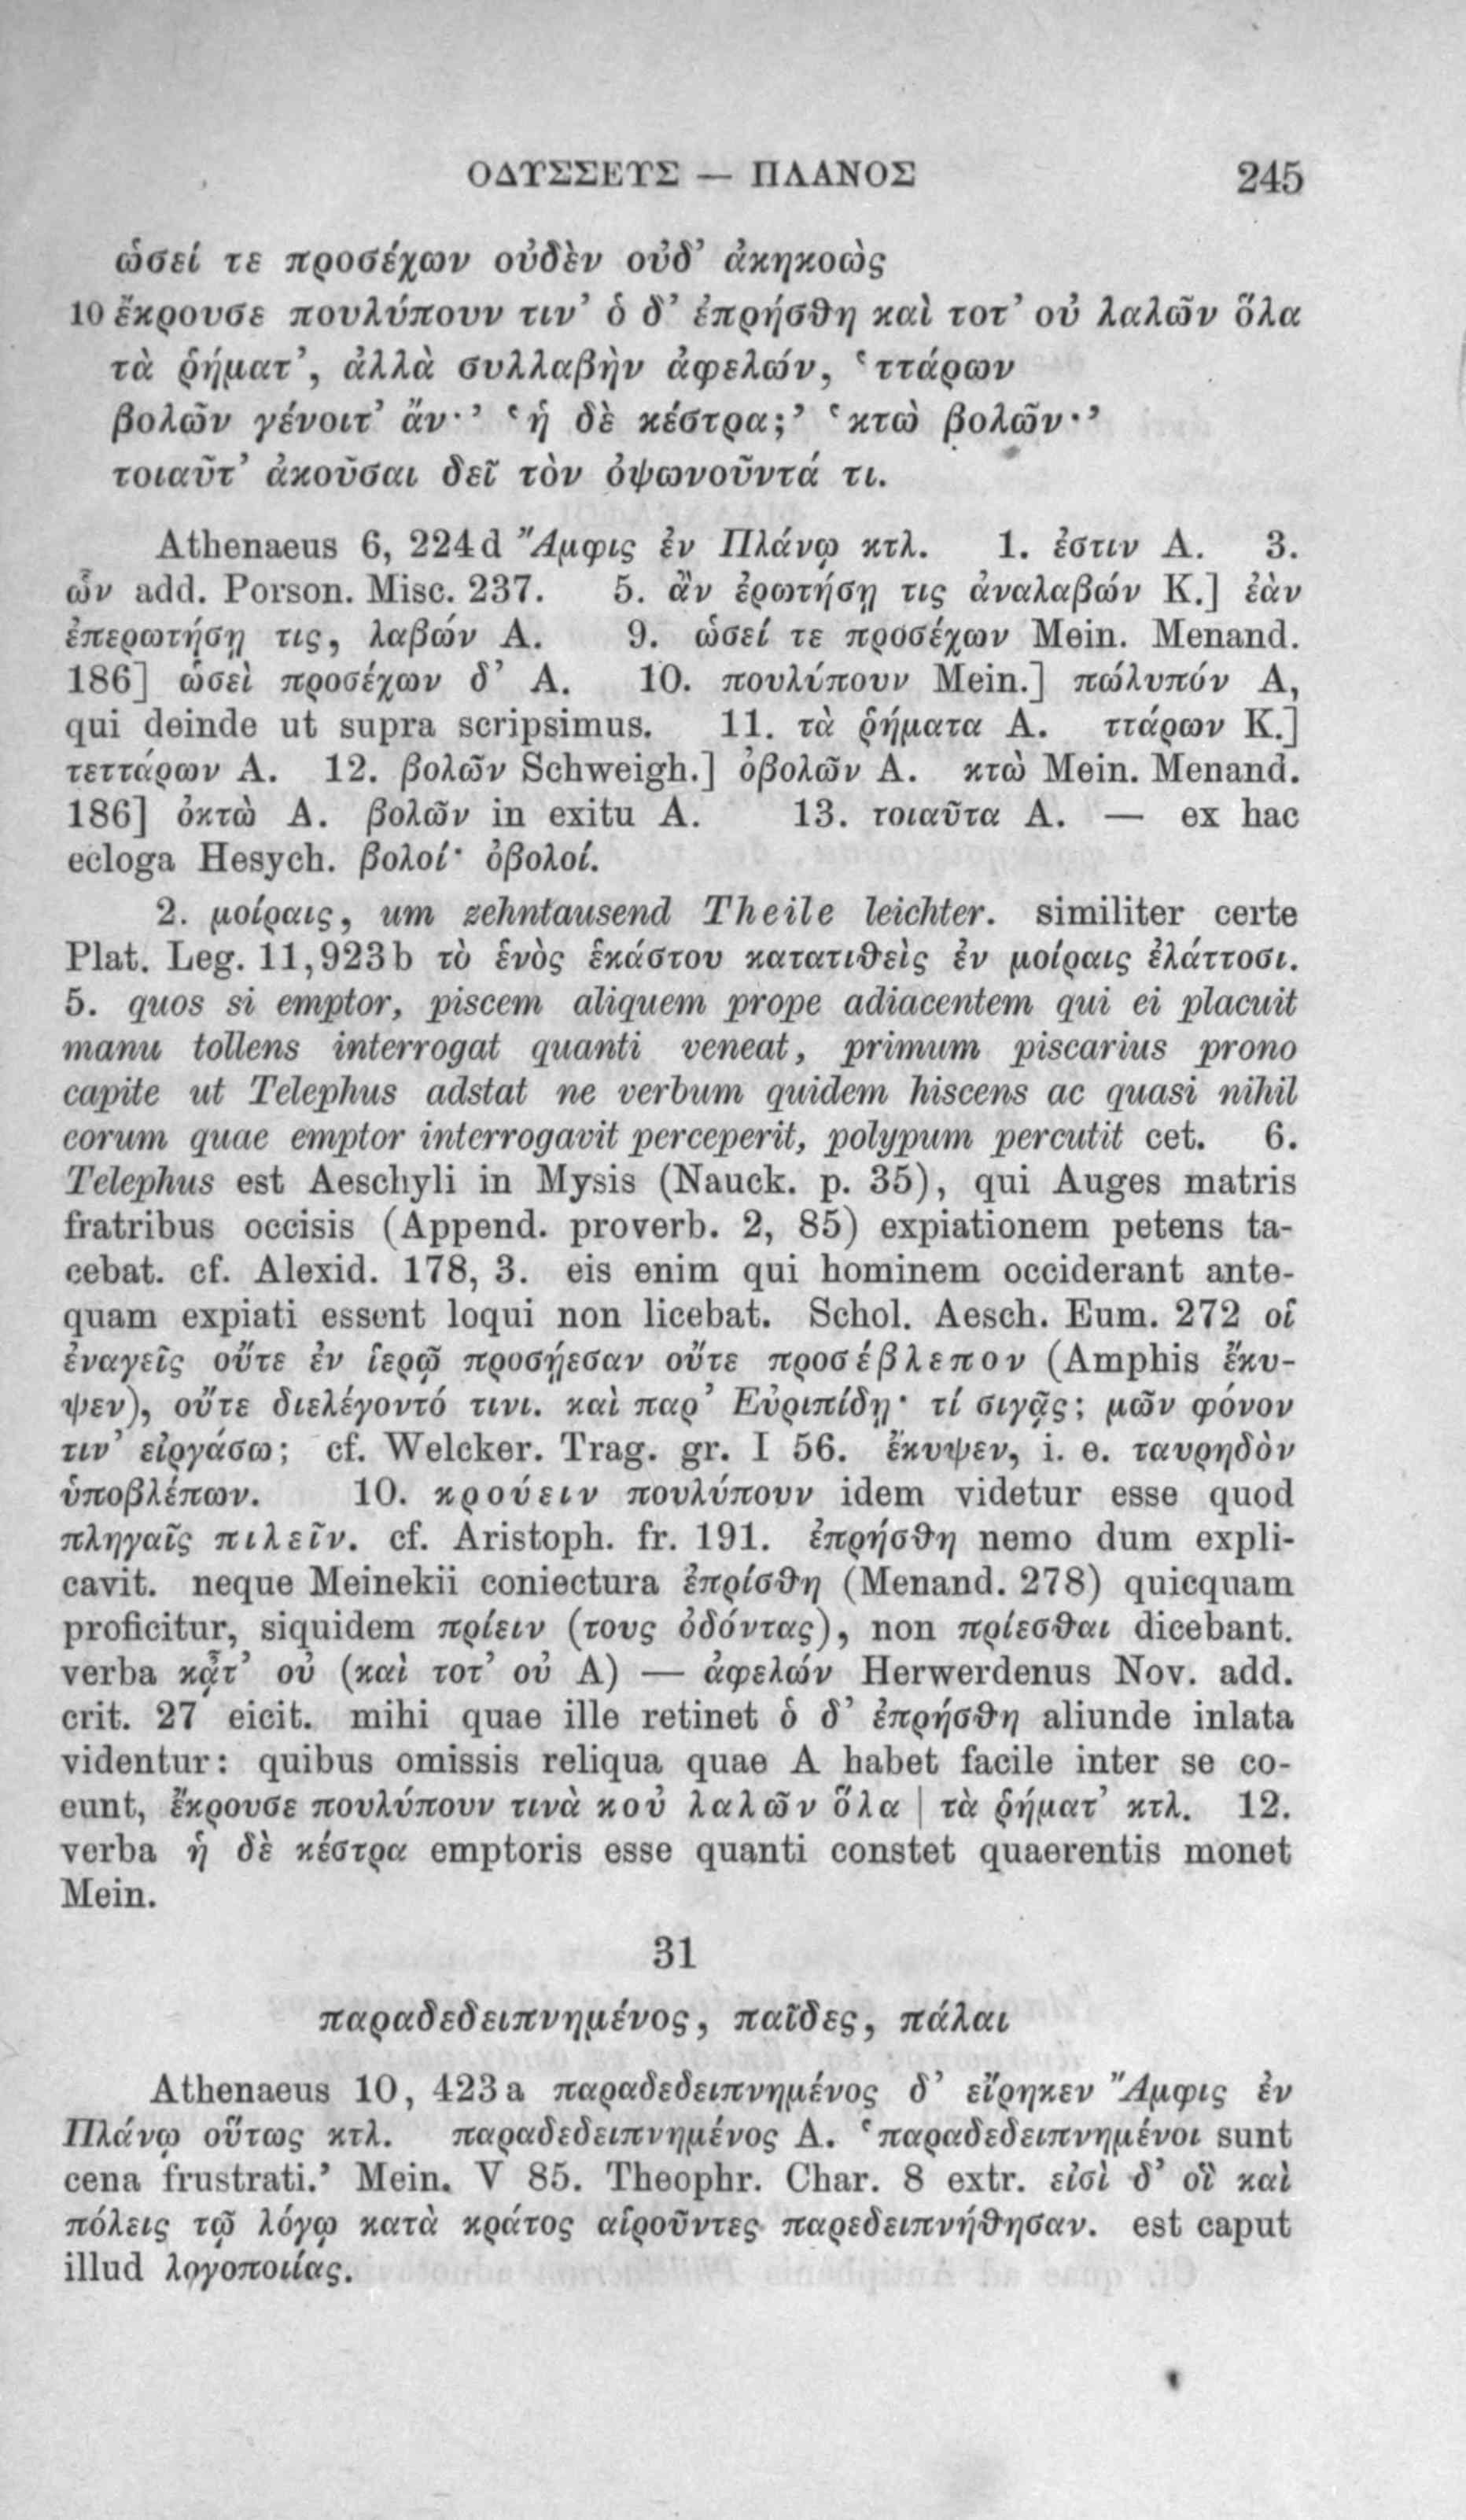 ΟΔΥΣΣΕΥΣ — ΠΛΑΝΟΣ 245
ὡσεί τε προσέχων οὐδὲν οὐδ’ ἀκηκοὼς
10 ἔκρουσε πουλύπουν τιν’ ὁ δ’ ἐπρήσθη καὶ τοτ’ οὐ λαλῶν ὅλα
τὰ ῥήματ’, ἀλλὰ συλλαβὴν ἀφελών, ‘ττάρων
βολῶν γένοιτ’ ἄν·’ ‘ἡ δὲ κέστρα;’ ‘κτὼ βολῶν·’
τοιαῦτ’ ἀκοῦσαι δεῖ τὸν ὀψωνοῦντά τι.
Athenaeus 6, 224d Ἄμφις ἐν Πλάνῳ κτλ. 1. ἐστιν A. 3.
ὧν add. Porson. Misc. 237. 5. ἂν ἐρωτήσῃ τις ἀναλαβών K.] ἐὰν
ἐπερωτήσῃ τις, λαβών A. 9. ὡσεί τε προσέχων Mein. Menand.
186] ὡσεὶ προσέχων δ’ A. 10. πουλύπουν Mein.] πώλυπόν A,
qui deinde ut supra scripsimus. 11. τὰ ῥήματα A. ττάρων K.]
τεττάρων A. 12. βολῶν Schweigh.] ὀβολῶν A. κτὼ Mein. Menand.
186] ὀκτὼ A. βολῶν in exitu A. 13. τοιαῦτα A. — ex hac
ecloga Hesych. βολοί· ὀβολοί.
2. μοίραις, um zehntausend Theile leichter. similiter certe
Plat. Leg. 11,923b τὸ ἑνὸς ἑκάστου κατατιθεὶς ἐν μοίραις ἐλάττοσι.
5. quos si emptor, piscem aliquem prope adiacentem qui ei placuit
manu tollens interrogat quanti veneat, primum piscarius prono
capite ut Telephus adstat ne verbum quidem hiscens ac quasi nihil
eorum quae emptor interrogavit perceperit, polypum percutit cet. 6.
Telephus est Aeschyli in Mysis (Nauck. p. 35), qui Auges matris
fratribus occisis (Append. proverb. 2, 85) expiationem petens ta-
cebat. cf. Alexid. 178, 3. eis enim qui hominem occiderant ante-
quam expiati essent loqui non licebat. Schol. Aesch. Eum. 272 οἱ
ἐναγεῖς οὔτε ἐν ἱερῷ προσῄεσαν οὔτε προσέβλεπον (Amphis ἔκυ-
ψεν), οὔτε διελέγοντό τινι. καὶ παρ’ Εὐριπίδῃ· τί σιγᾷς; μῶν φόνον
τιν’ εἰργάσω; cf. Welcker. Trag. gr. I 56. ἔκυψεν, i. e. ταυρηδὸν
ὑποβλέπων. 10. κρούειν πουλύπουν idem videtur esse quod
πληγαῖς πιλεῖν. cf. Aristoph. fr. 191. ἐπρήσθη nemo dum expli-
cavit. neque Meinekii coniectura ἐπρίσθη (Menand. 278) quicquam
proficitur, siquidem πρίειν (τους ὀδόντας), non πρίεσθαι dicebant.
verba κᾆτ’ οὐ (καὶ τοτ’ οὐ A) — ἀφελών Herwerdenus Nov. add.
crit. 27 eicit. mihi quae ille retinet ὁ δ’ ἐπρήσθη aliunde inlata
videntur: quibus omissis reliqua quae A habet facile inter se co-
eunt, ἔκρουσε πουλύπουν τινὰ κοὐ λαλῶν ὅλα | τὰ ῥήματ’ κτλ. 12.
verba ἡ δὲ κέστρα emptoris esse quanti constet quaerentis monet
Mein.
31
παραδεδειπνημένος, παῖδες, πάλαι
Athenaeus 10, 423a παραδεδειπνημένος δ’ εἴρηκεν Ἄμφις ἐν
Πλάνῳ οὕτως κτλ. παραδεδειπνημένος A. ‘παραδεδειπνημένοι sunt
cena frustrati.’ Mein. V 85. Theophr. Char. 8 extr. εἰσὶ δ’ οἳ καὶ
πόλεις τῷ λόγῳ κατὰ κράτος αἱροῦντες παρεδειπνήθησαν. est caput
illud λογοποιίας.